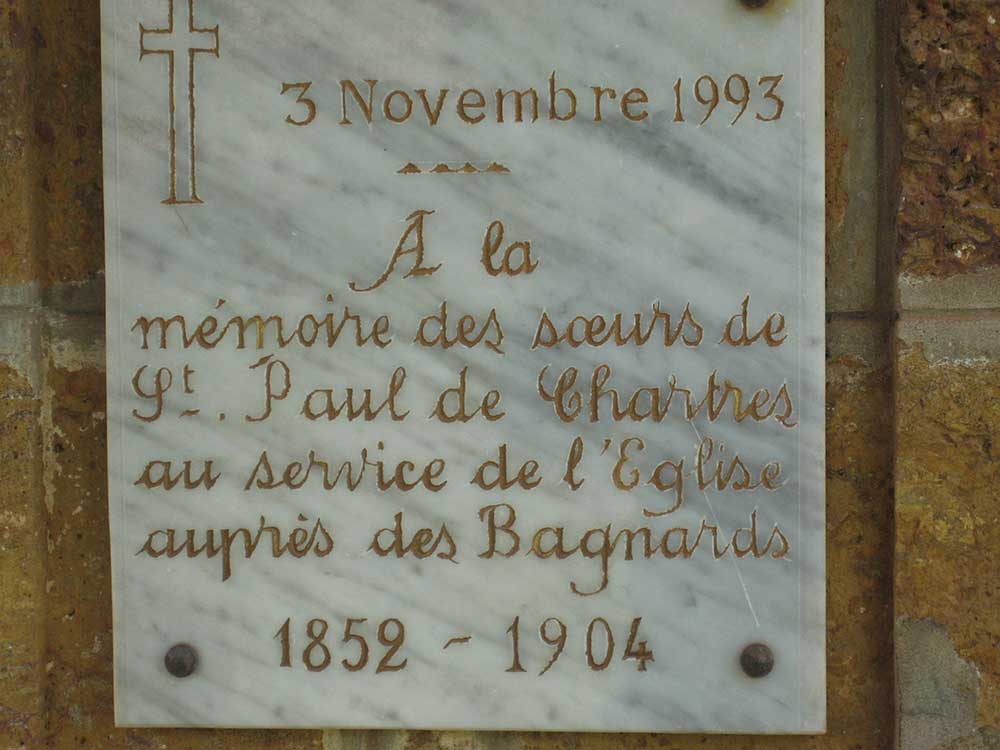 3 Novembre 1993
À la
mémoire des sœurs de
St. Paul de Chartres
au service de l'Eglise
auprès des Bagnards
1852 - 1904